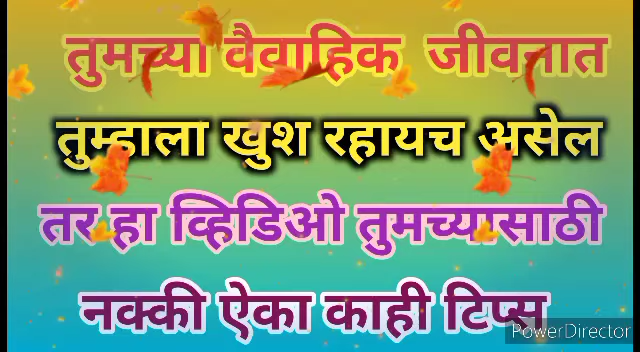 तुमच्या वैवाहिक जीवनात
तुम्हाला खुश रहायच असेल
तर हा व्हिडिओ तुमच्यासाठी
नक्की ऐका काही टिप्स
PowerDirector